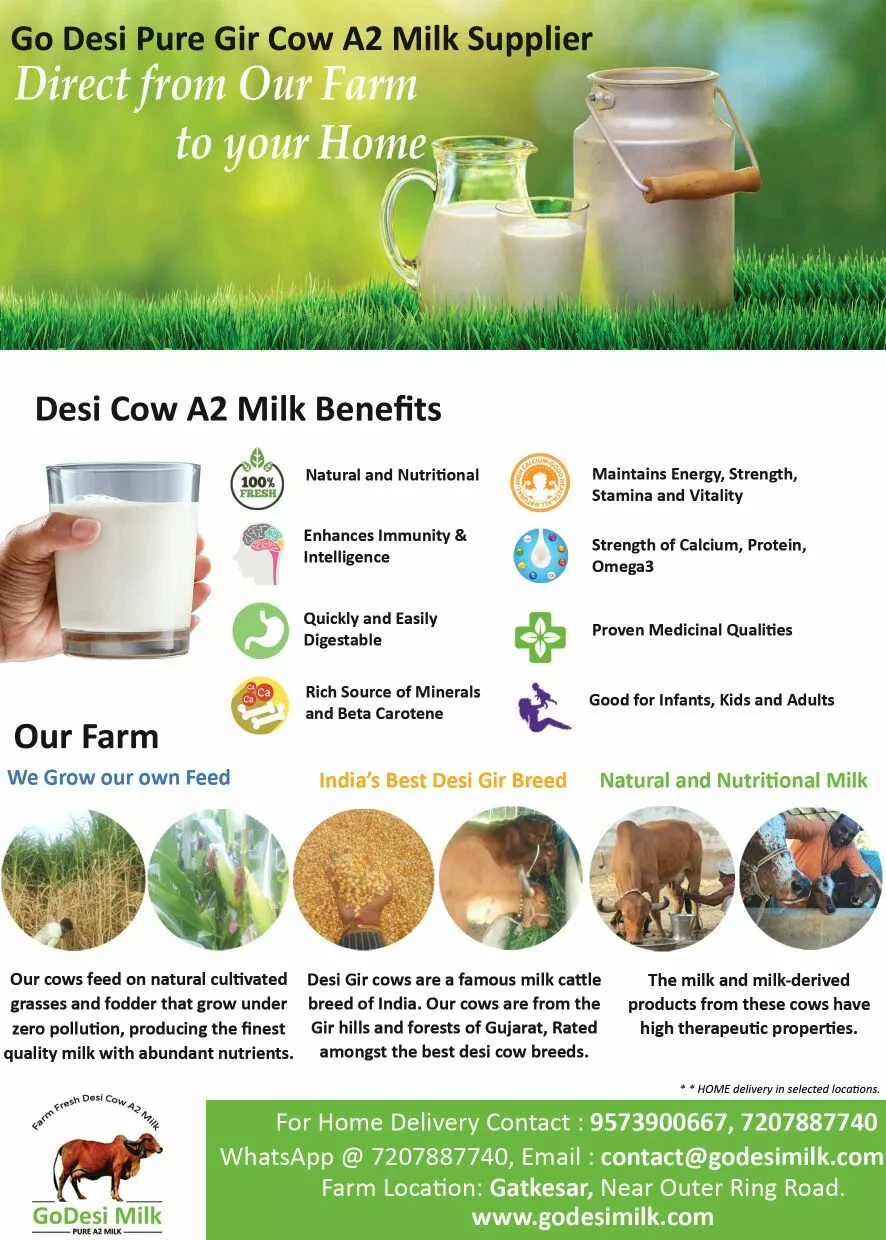 Go Desi Pure Gir Cow A2 Milk Supplier
Direct from Our Farm
to your Home
Desi Cow A2 Milk Benefits
100%
FRESH
Natural and Nutritional
Enhances Immunity &
Intelligence
Quickly and Easily
Digestable
Ca
Ca
Ca
Rich Source of Minerals
and Beta Carotene
Maintains Energy, Strength,
Stamina and Vitality
Strength of Calcium, Protein,
Omega3
Proven Medicinal Qualities
Good for Infants, Kids and Adults
Our Farm
We Grow our own Feed
Our cows feed on natural cultivated
grasses and fodder that grow under
zero pollution, producing the finest
quality milk with abundant nutrients.
India's Best Desi Gir Breed
Desi Gir cows are a famous milk cattle
breed of India. Our cows are from the
Gir hills and forests of Gujarat, Rated
amongst the best desi cow breeds.
Natural and Nutritional Milk
The milk and milk-derived
products from these cows have
high therapeutic properties.
* * HOME delivery in selected locations.
Farm Fresh Desi Cow A2 Milk
GoDesi Milk
PURE A2 MILK
For Home Delivery Contact : 9573900667, 7207887740
WhatsApp @ 7207887740, Email : contact@godesimilk.com
Farm Location: Gatkesar, Near Outer Ring Road.
www.godesimilk.com